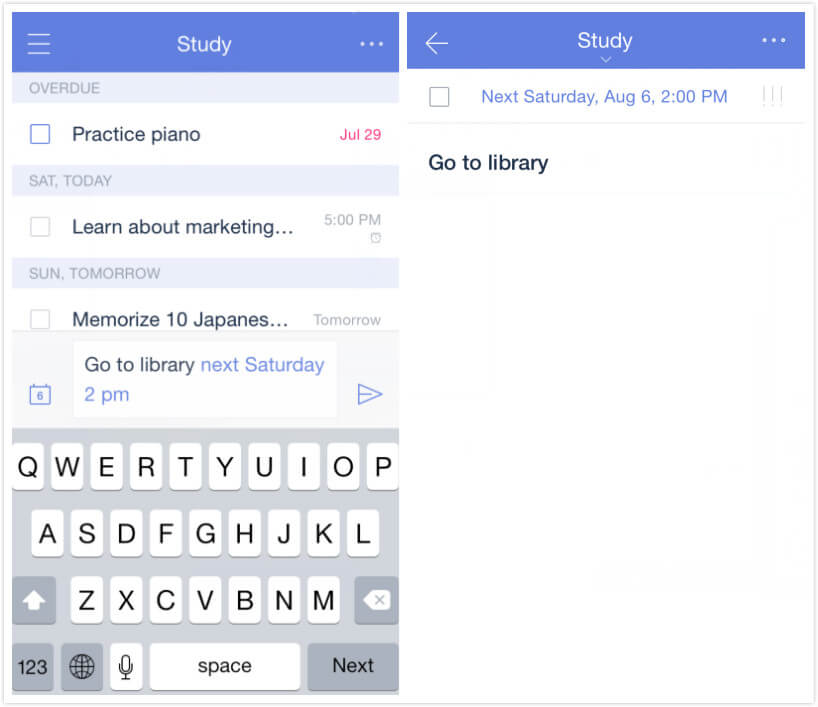 Study
OVERDUE
Practice piano Jul 29
SAT, TODAY
Learn about marketing... 5:00 PM
SUN, TOMORROW
Memorize 10 Japanes... Tomorrow
Go to library next Saturday
2 pm
6
Q W E R T Y U I O P
A S D F G H J K L
Z X C V B N M
123 space Next
Study
Next Saturday, Aug 6, 2:00 PM
Go to library